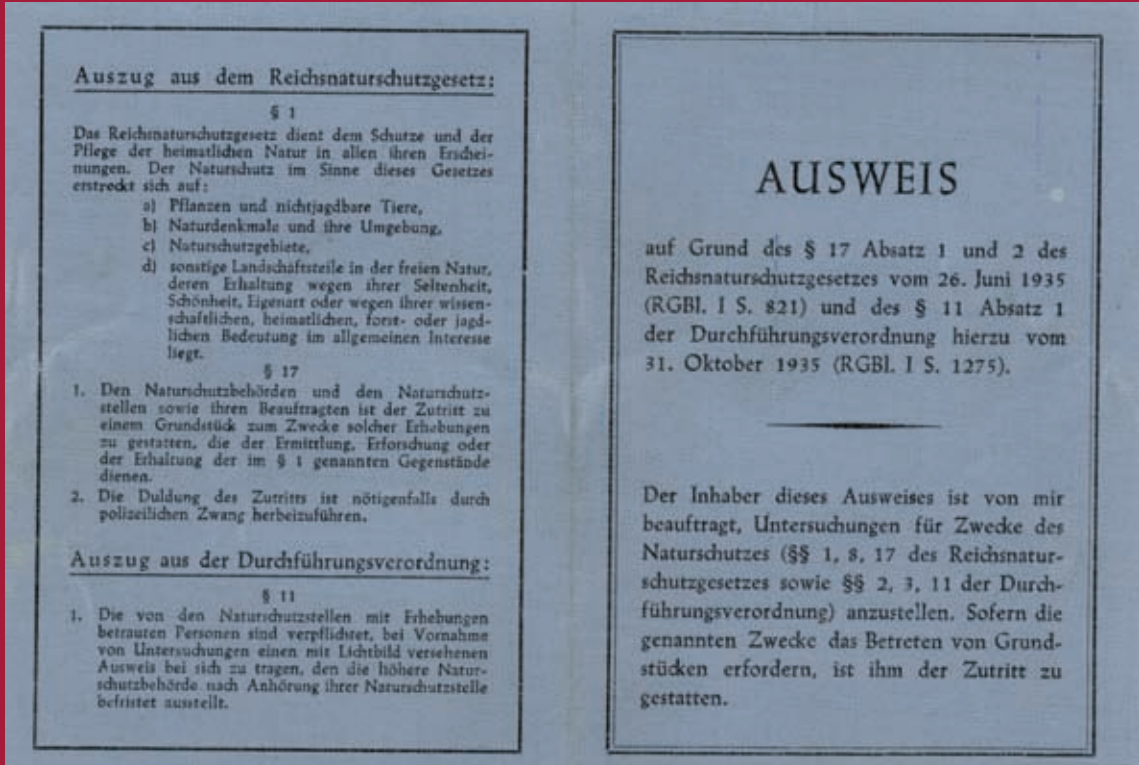 Auszug aus dem Reichsnaturschutzgesetz:
§ 1
Das Reichsnaturschutzgesetz dient dem Schutze und der
Pflege der heimatlichen Natur in allen ihren Erschei-
nungen. Der Naturschutz im Sinne dieses Gesetzes
erstreckt sich auf:
a) Pflanzen und nichtjagdbare Tiere,
b) Naturdenkmale und ihre Umgebung,
c) Naturschutzgebiete,
d) sonstige Landschaftsteile in der freien Natur,
deren Erhaltung wegen ihrer Seltenheit,
Schönheit, Eigenart oder wegen ihrer wissen-
schaftlichen, heimatlichen, forst- oder jagd-
lichen Bedeutung im allgemeinen Interesse
liegt.
§ 17
1. Den Naturschutzbehörden und den Naturschutz-
stellen sowie ihren Beauftragten ist der Zutritt zu
einem Grundstück zum Zwecke solcher Erhebungen
zu gestatten, die der Ermittlung, Erforschung oder
der Erhaltung der im § 1 genannten Gegenstände
dienen.
2. Die Duldung des Zutritts ist nötigenfalls durch
polizeilichen Zwang herbeizuführen.
Auszug aus der Durchführungsverordnung:
§ 11
1. Die von den Naturschutzstellen mit Erhebungen
betrauten Personen sind verpflichtet, bei Vornahme
von Untersuchungen einen mit Lichtbild versehenen
Ausweis bei sich zu tragen, den die höhere Natur-
schutzbehörde nach Anhörung ihrer Naturschutzstelle
befristet ausstellt.
AUSWEIS
auf Grund des § 17 Absatz 1 und 2 des
Reichsnaturschutzgesetzes vom 26. Juni 1935
(RGBl. I S. 821) und des § 11 Absatz 1
der Durchführungsverordnung hierzu vom
31. Oktober 1935 (RGBl. I S. 1275).
Der Inhaber dieses Ausweises ist von mir
beauftragt, Untersuchungen für Zwecke des
Naturschutzes (§§ 1, 8, 17 des Reichsnatur-
schutzgesetzes sowie §§ 2, 3, 11 der Durch-
führungsverordnung) anzustellen. Sofern die
genannten Zwecke das Betreten von Grund-
stücken erfordern, ist ihm der Zutritt zu
gestatten.